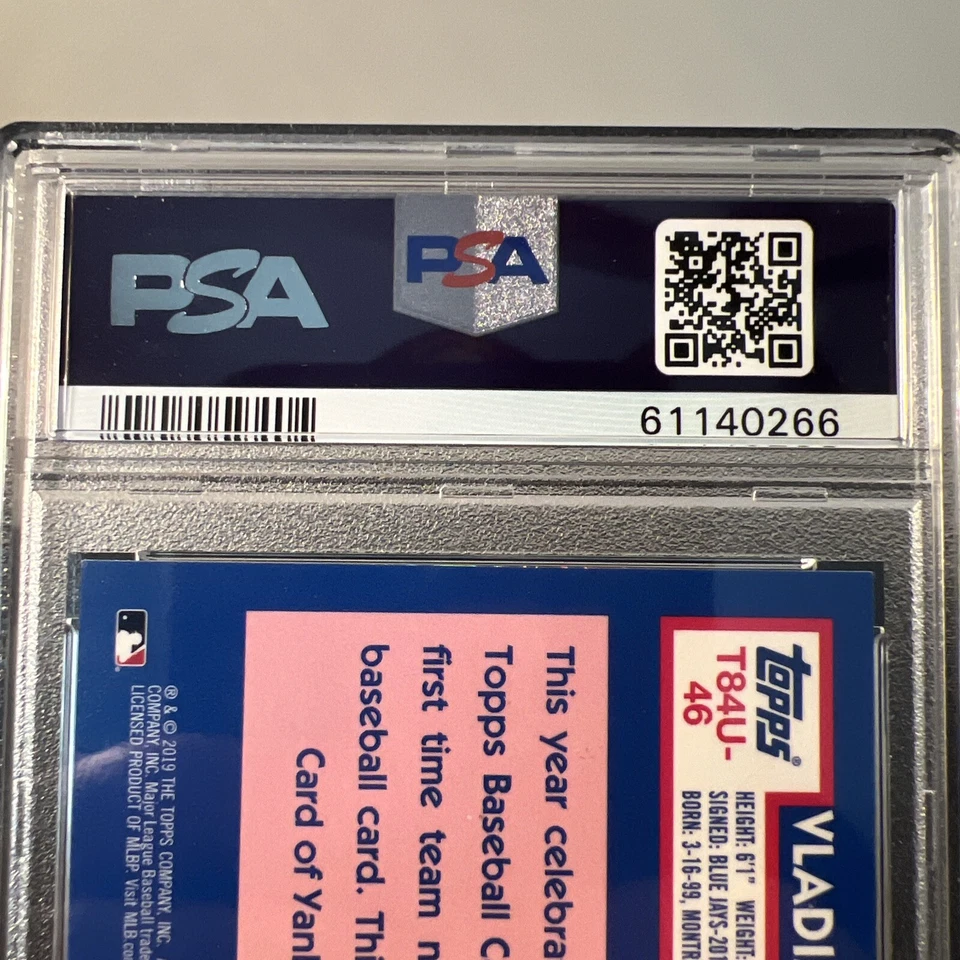 PSA
PSA
61140266
topps®
T84U-
46
VLADI
HEIGHT: 6'1" WEIGHT:
SIGNED: BLUE JAYS-201
BORN: 3-16-99, MONTR
This year celebra
Topps Baseball C
first time team n
baseball card. Thi
Card of Yank
® & © 2019 THE TOPPS COMPANY, INC.
COMPANY, INC. Major League Baseball trade
LICENSED PRODUCT OF MLBP. Visit MLB.co